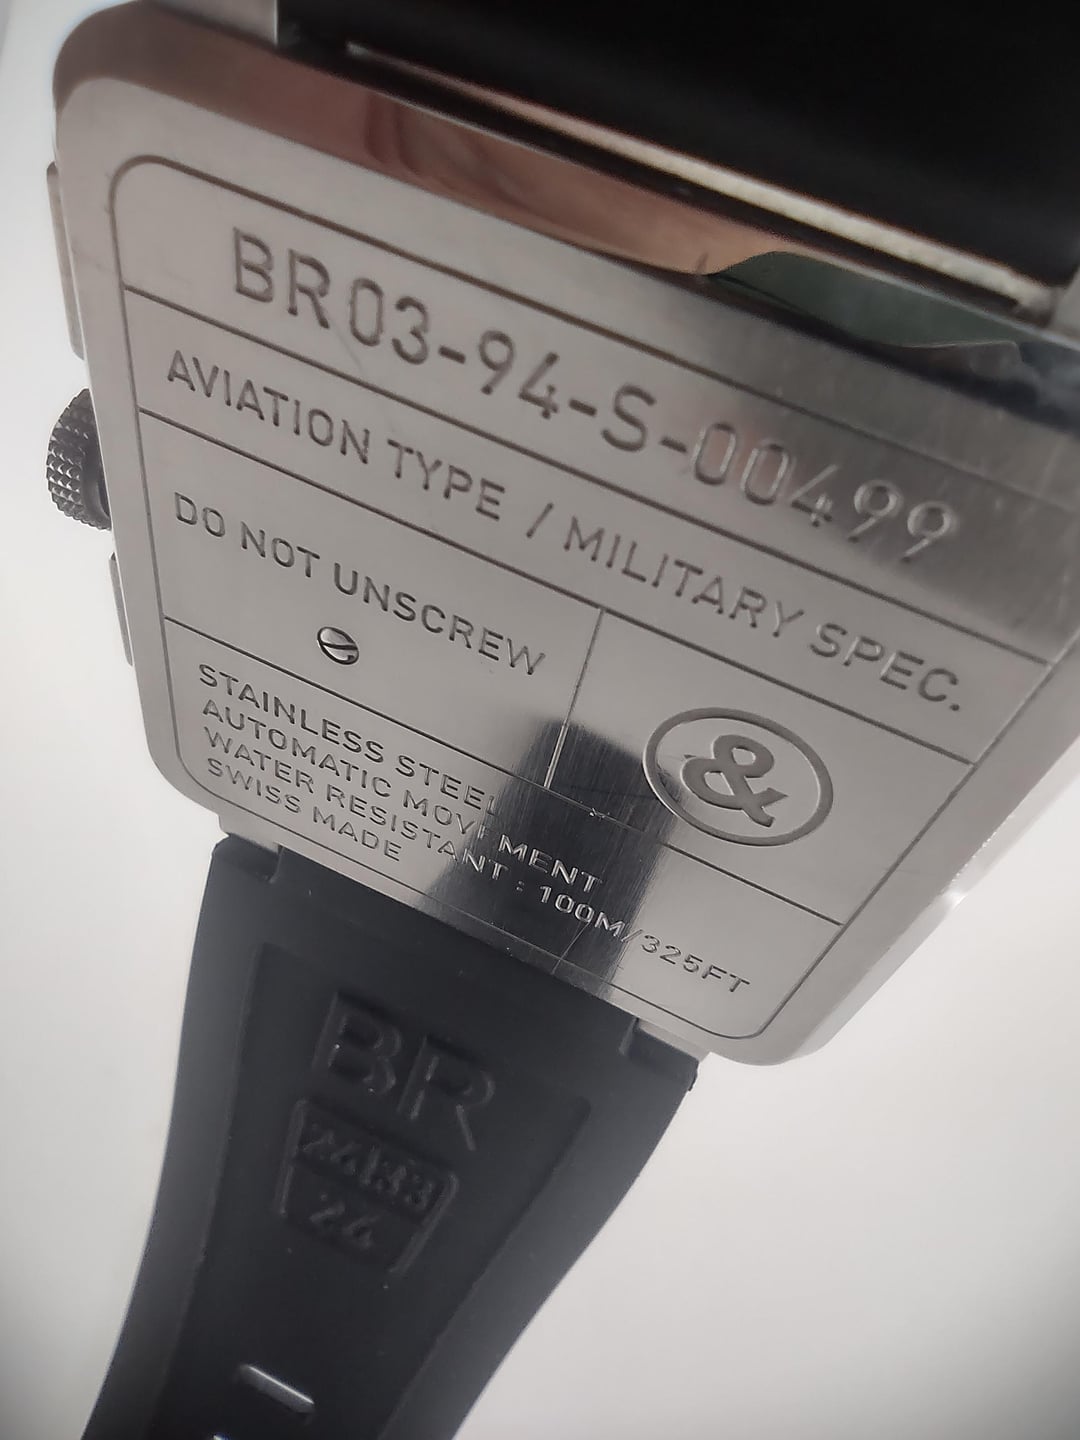 BR03-94-S-00499
AVIATION TYPE / MILITARY SPEC.
DO NOT UNSCREW
&
STAINLESS STEEL
AUTOMATIC MOVEMENT
WATER RESISTANT : 100M/325FT
SWISS MADE
BR
24133
24